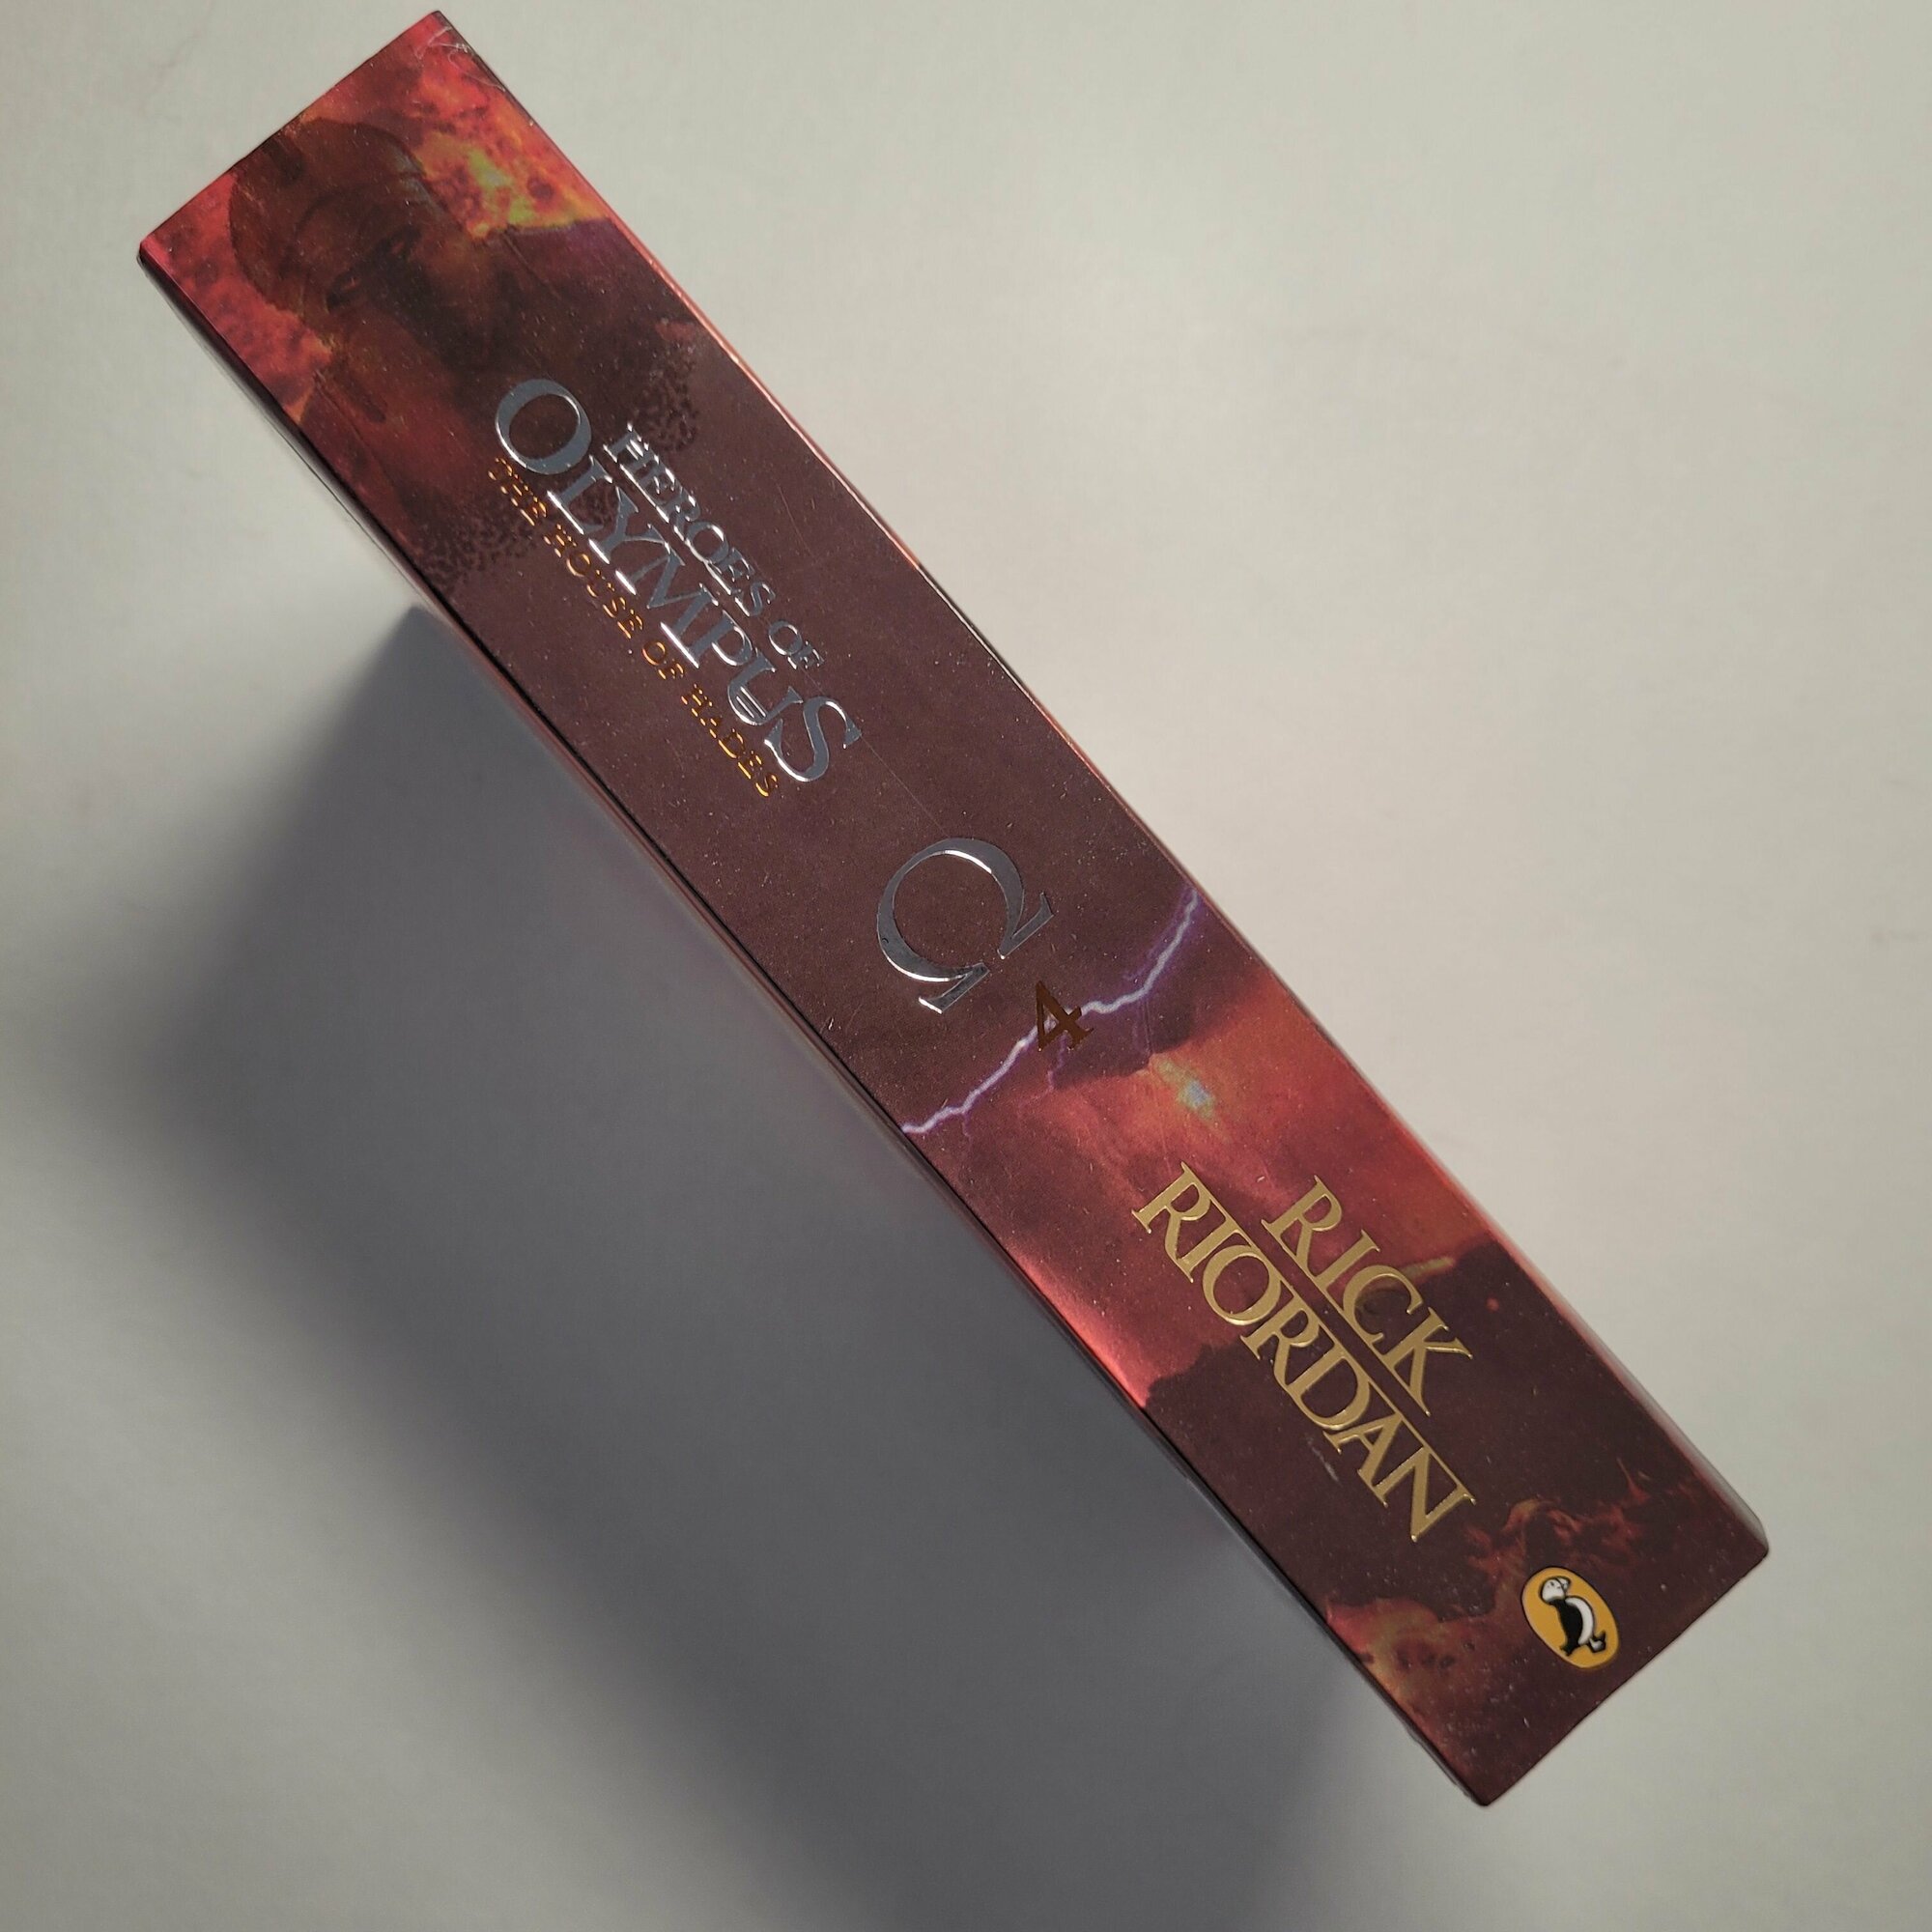 HEROES OF
OLYMPUS
THE HOUSE OF HADES
Ω
4
RICK
RIORDAN